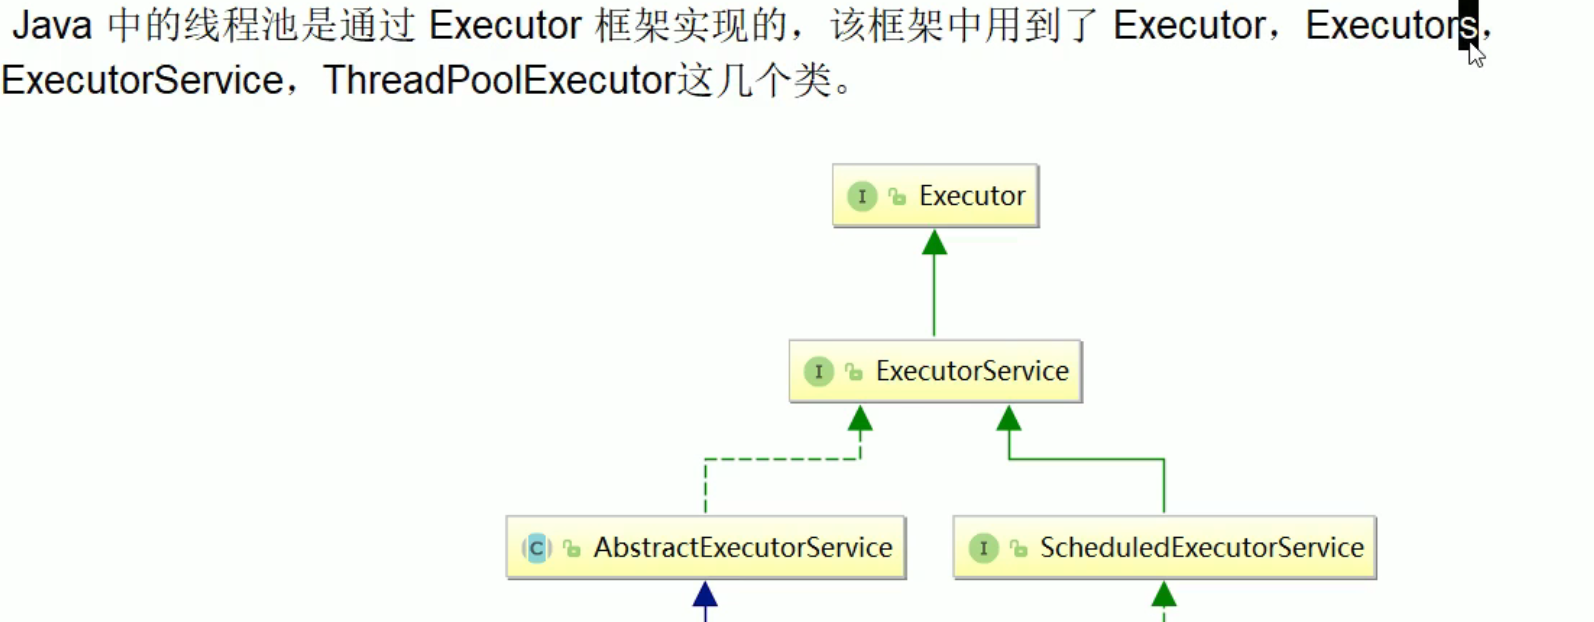 Java 中的线程池是通过 Executor 框架实现的，该框架中用到了 Executor，Executors，
ExecutorService，ThreadPoolExecutor这几个类。
I Executor
I ExecutorService
C AbstractExecutorService
I ScheduledExecutorService